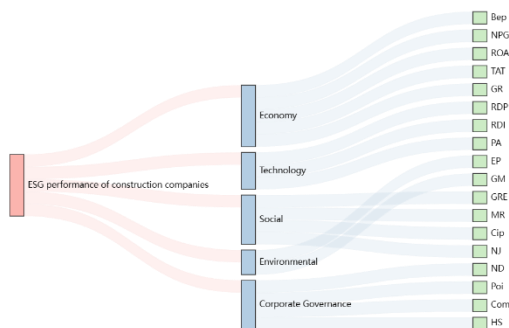 ESG performance of construction companies
Economy
Technology
Social
Environmental
Corporate Governance
Bep
NPG
ROA
TAT
GR
RDP
RDI
PA
EP
GM
GRE
MR
Cip
NJ
ND
Poi
Com
HS